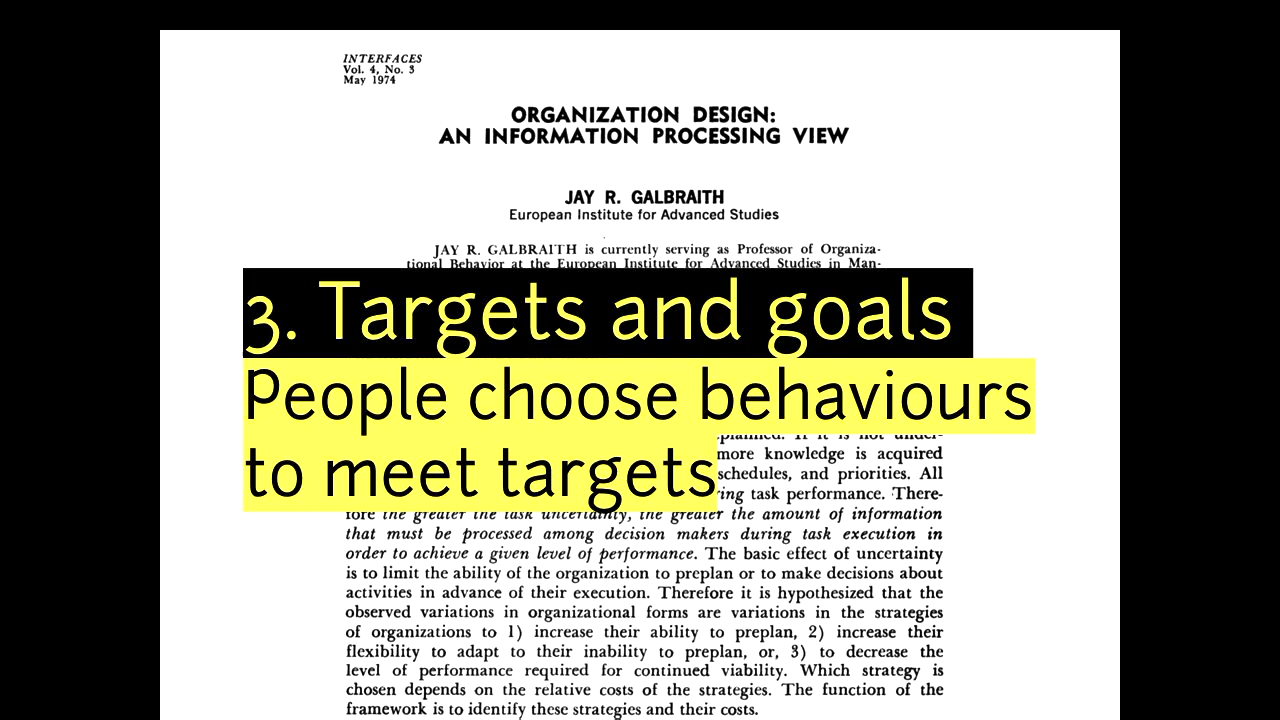 INTERFACES
Vol. 4, No. 3
May 1974
ORGANIZATION DESIGN:
AN INFORMATION PROCESSING VIEW
JAY R. GALBRAITH
European Institute for Advanced Studies
JAY R. GALBRAITH is currently serving as Professor of Organiza-
tional Behavior at the European Institute for Advanced Studies in Man-
3. Targets and goals
People choose behaviours
to meet targets
preplanned. If it is not under-
more knowledge is acquired
schedules, and priorities. All
task performance. There-
fore the greater the task uncertainty, the greater the amount of information
that must be processed among decision makers during task execution in
order to achieve a given level of performance. The basic effect of uncertainty
is to limit the ability of the organization to preplan or to make decisions about
activities in advance of their execution. Therefore it is hypothesized that the
observed variations in organizational forms are variations in the strategies
of organizations to 1) increase their ability to preplan, 2) increase their
flexibility to adapt to their inability to preplan, or, 3) to decrease the
level of performance required for continued viability. Which strategy is
chosen depends on the relative costs of the strategies. The function of the
framework is to identify these strategies and their costs.